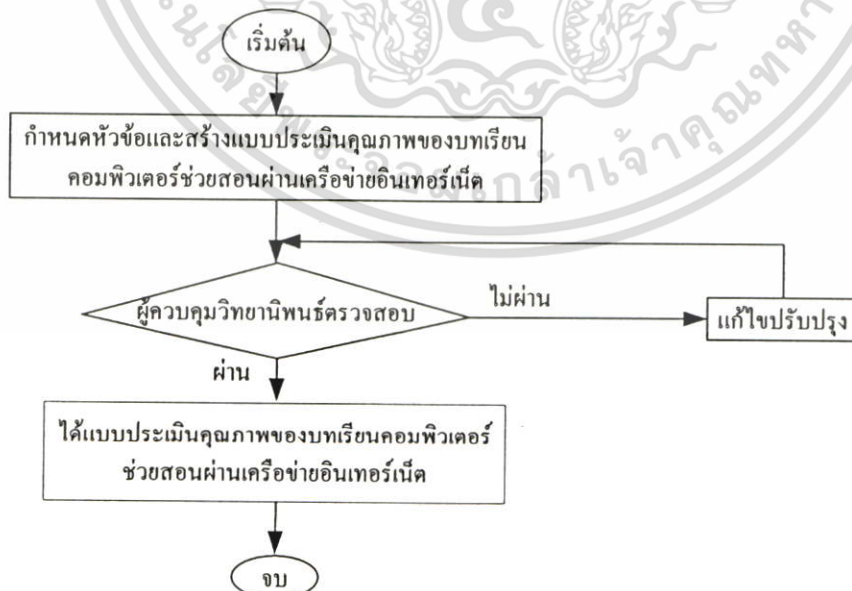 เริ่มต้น
กำหนดหัวข้อและสร้างแบบประเมินคุณภาพของบทเรียน
คอมพิวเตอร์ช่วยสอนผ่านเครือข่ายอินเทอร์เน็ต
ผู้ควบคุมวิทยานิพนธ์ตรวจสอบ
ไม่ผ่าน
แก้ไขปรับปรุง
ผ่าน
ได้แบบประเมินคุณภาพของบทเรียนคอมพิวเตอร์
ช่วยสอนผ่านเครือข่ายอินเทอร์เน็ต
จบ